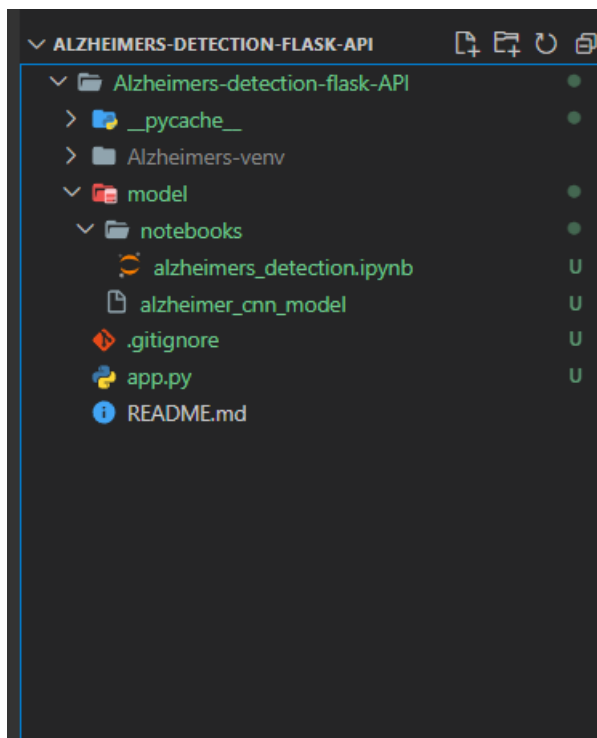 ALZHEIMERS-DETECTION-FLASK-API
Alzheimers-detection-flask-API
__pycache__
Alzheimers-venv
model
notebooks
alzheimers_detection.ipynb U
alzheimer_cnn_model U
.gitignore U
app.py U
README.md